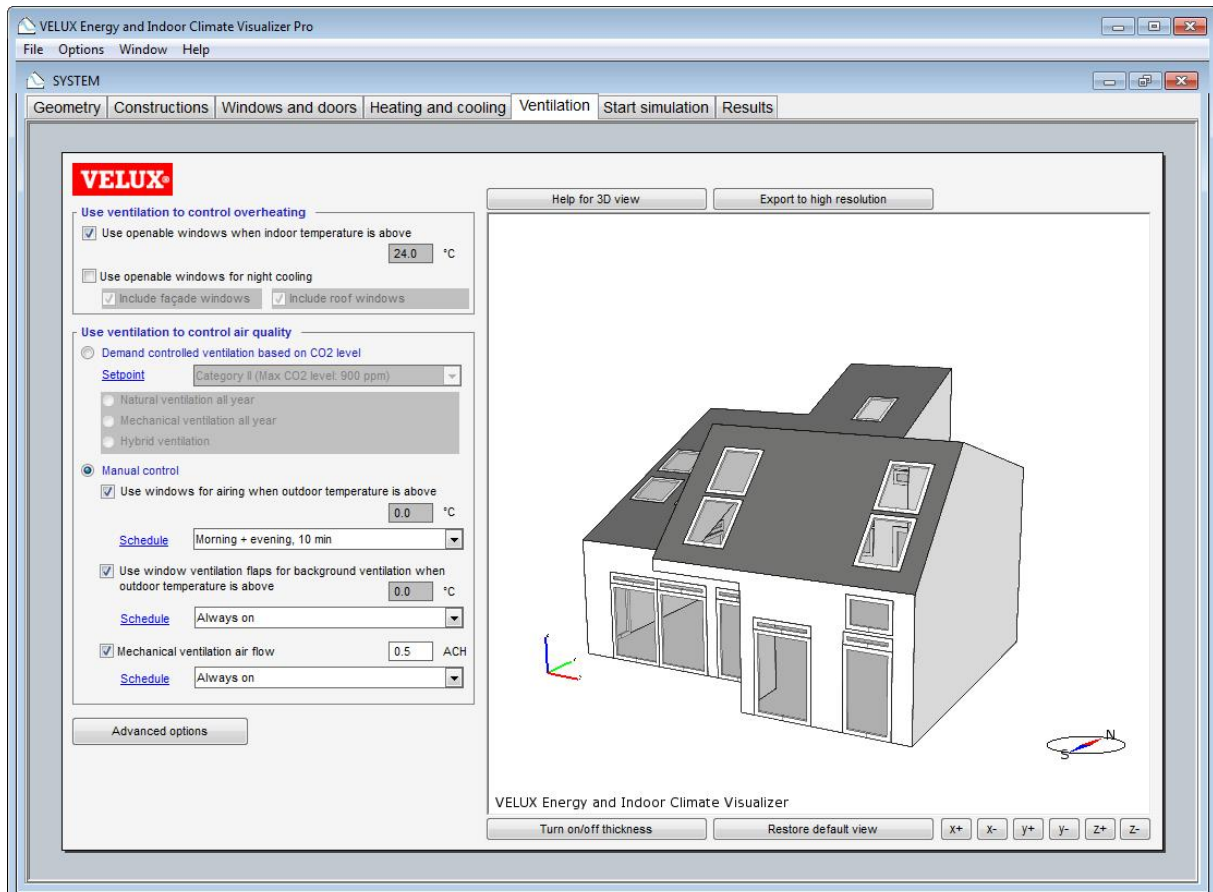 VELUX Energy and Indoor Climate Visualizer Pro
File Options Window Help
SYSTEM
Geometry Constructions Windows and doors Heating and cooling Ventilation Start simulation Results
VELUX®
Help for 3D view Export to high resolution
Use ventilation to control overheating
Use openable windows when indoor temperature is above
24.0 °C
Use openable windows for night cooling
Include façade windows Include roof windows
Use ventilation to control air quality
Demand controlled ventilation based on CO2 level
Setpoint Category II (Max CO2 level: 900 ppm)
Natural ventilation all year
Mechanical ventilation all year
Hybrid ventilation
Manual control
Use windows for airing when outdoor temperature is above
0.0 °C
Schedule Morning + evening, 10 min
Use window ventilation flaps for background ventilation when
outdoor temperature is above 0.0 °C
Schedule Always on
Mechanical ventilation air flow 0.5 ACH
Schedule Always on
Advanced options
N
S
VELUX Energy and Indoor Climate Visualizer
Turn on/off thickness Restore default view x+ x- y+ y- z+ z-